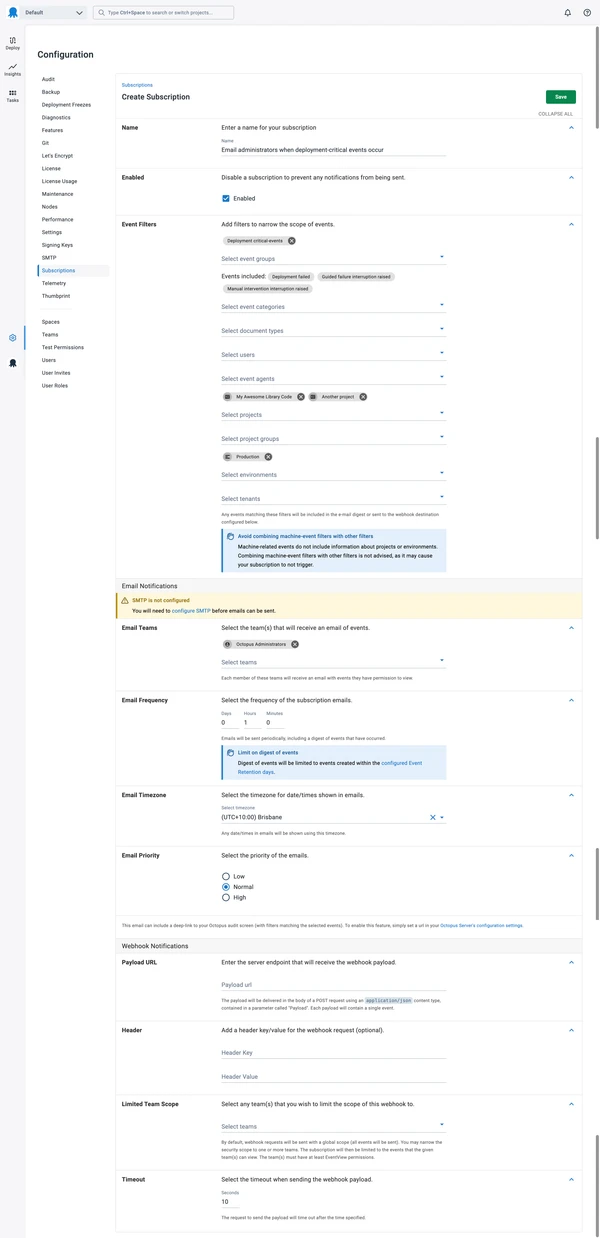 Default
Type Ctrl+Space to search or switch projects...
Deploy
Insights
Tasks
Configuration
Audit
Backup
Deployment Freezes
Diagnostics
Features
Git
Let's Encrypt
License
License Usage
Maintenance
Nodes
Performance
Settings
Signing Keys
SMTP
Subscriptions
Telemetry
Thumbprint
Spaces
Teams
Test Permissions
Users
User Invites
User Roles
Subscriptions
Create Subscription
Save
COLLAPSE ALL
Name
Enter a name for your subscription
Name
Email administrators when deployment-critical events occur
Enabled
Disable a subscription to prevent any notifications from being sent.
Enabled
Event Filters
Add filters to narrow the scope of events.
Deployment critical-events
Select event groups
Events included: Deployment failed Guided failure interruption raised
Manual intervention interruption raised
Select event categories
Select document types
Select users
Select event agents
My Awesome Library Code Another project
Select projects
Select project groups
Production
Select environments
Select tenants
Any events matching these filters will be included in the e-mail digest or sent to the webhook destination
configured below.
Avoid combining machine-event filters with other filters
Machine-related events do not include information about projects or environments.
Combining machine-event filters with other filters is not advised, as it may cause
your subscription to not trigger.
Email Notifications
SMTP is not configured
You will need to configure SMTP before emails can be sent.
Email Teams
Select the team(s) that will receive an email of events.
Octopus Administrators
Select teams
Each member of these teams will receive an email with events they have permission to view.
Email Frequency
Select the frequency of the subscription emails.
Days Hours Minutes
0 1 0
Emails will be sent periodically, including a digest of events that have occurred.
Limit on digest of events
Digest of events will be limited to events created within the configured Event
Retention days.
Email Timezone
Select the timezone for date/times shown in emails.
Select timezone
(UTC+10:00) Brisbane
Any date/times in emails will be shown using this timezone.
Email Priority
Select the priority of the emails.
Low
Normal
High
This email can include a deep-link to your Octopus audit screen (with filters matching the selected events). To enable this feature, simply set a url in your Octopus Server's configuration settings.
Webhook Notifications
Payload URL
Enter the server endpoint that will receive the webhook payload.
Payload url
The payload will be delivered in the body of a POST request using an application/json content type,
contained in a parameter called "Payload". Each payload will contain a single event.
Header
Add a header key/value for the webhook request (optional).
Header Key
Header Value
Limited Team Scope
Select any team(s) that you wish to limit the scope of this webhook to.
Select teams
By default, webhook requests will be sent with a global scope (all events will be sent). You may narrow the
security scope to one or more teams. The subscription will then be limited to the events that the given
team(s) can view. The team(s) must have at least EventView permissions.
Timeout
Select the timeout when sending the webhook payload.
Seconds
10
The request to send the payload will time out after the time specified.